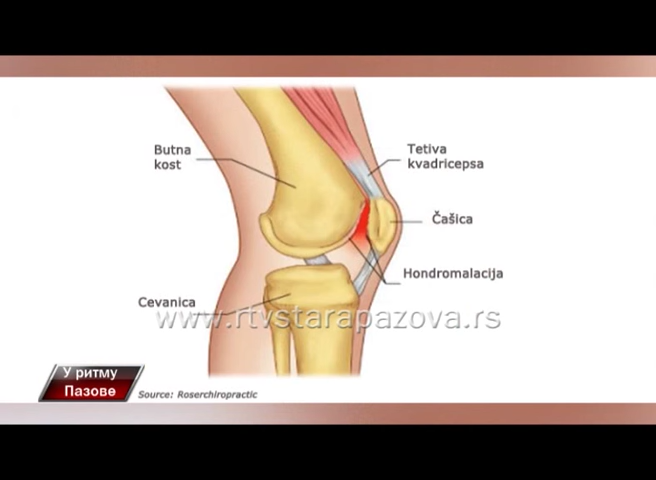 Butna
kost
Tetiva
kvadricepsa
Čašica
Hondromalacija
Cevanica
www.rtvstarapazova.rs
У ритму
Пазове
Source: Roserchiropractic